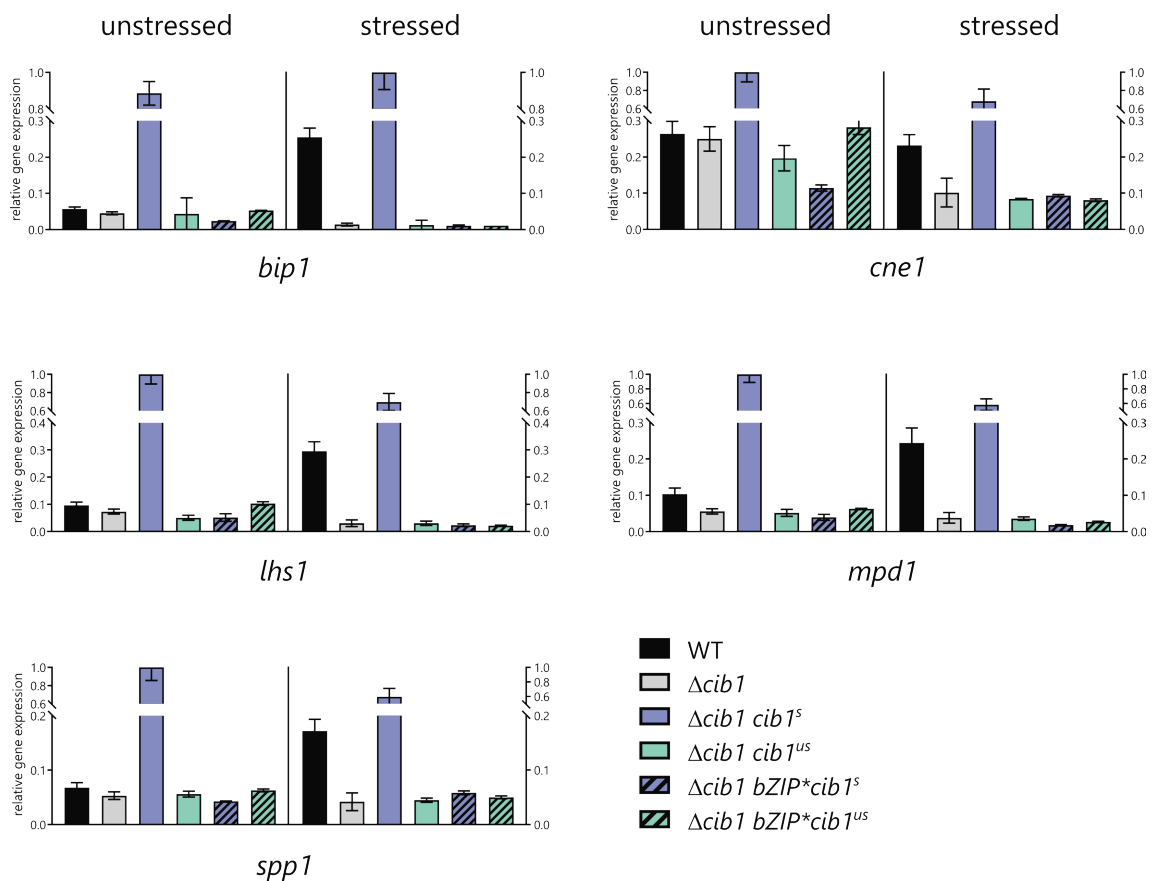 unstressed stressed unstressed stressed
relative gene expression 1.0 0.8 0.3 0.2 0.1 0.0 1.0 0.8 0.3 0.2 0.1 0.0
bip1
relative gene expression 1.0 0.8 0.6 0.3 0.2 0.1 0.0 1.0 0.8 0.6 0.3 0.2 0.1 0.0
cne1
relative gene expression 1.0 0.8 0.6 0.4 0.3 0.2 0.1 0.0 1.0 0.8 0.6 0.4 0.3 0.2 0.1 0.0
lhs1
relative gene expression 1.0 0.8 0.6 0.3 0.2 0.1 0.0 1.0 0.8 0.6 0.3 0.2 0.1 0.0
mpd1
relative gene expression 1.0 0.8 0.6 0.2 0.1 0.0 1.0 0.8 0.6 0.2 0.1 0.0
spp1
WT
Δcib1
Δcib1 cib1ˢ
Δcib1 cib1ᵘˢ
Δcib1 bZIP*cib1ˢ
Δcib1 bZIP*cib1ᵘˢ